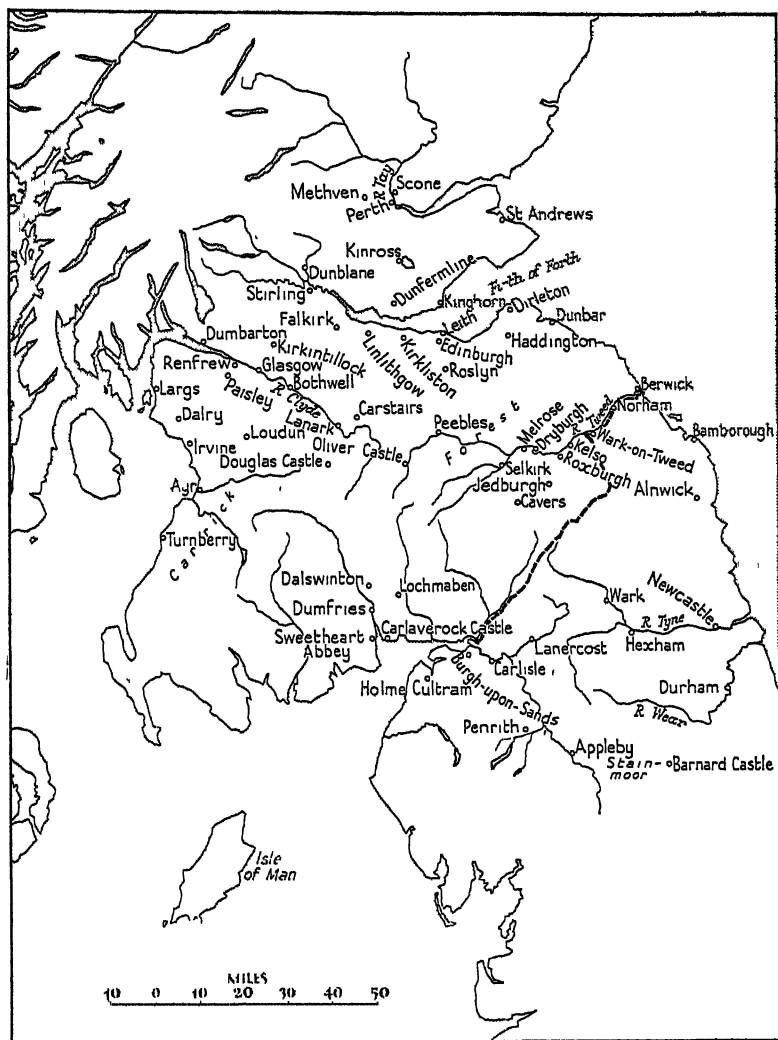 Methven
R Tay
Scone
Perth
St Andrews
Kinross
Dunblane
Dunfermline
Firth of Forth
Stirling
Kinghorn
Dirleton
Falkirk
Leith
Dunbar
Dumbarton
Kirkintillock
Linlithgow
Kirkliston
Edinburgh
Haddington
Renfrew
Glasgow
Roslyn
Paisley
Bothwell
Berwick
Largs
R Clyde
Norham
Dalry
Lanark
Carstairs
Peebles
Forest
Melrose
Dryburgh
R Tweed
Wark-on-Tweed
Bamborough
Irvine
Loudun
Oliver
Castle
Kelso
Douglas Castle
Selkirk
Roxburgh
Jedburgh
Alnwick
Ayr
Cavers
Carrick
Turnberry
Dalswinton
Lochmaben
Wark
Newcastle
Dumfries
R Tyne
Sweetheart
Abbey
Carlaverock Castle
Lanercost
Hexham
Carlisle
Burgh-upon-Sands
Holme Cultram
Durham
R Wear
Penrith
Appleby
Stain-
moor
Barnard Castle
Isle
of Man
MILES
10 0 10 20 30 40 50